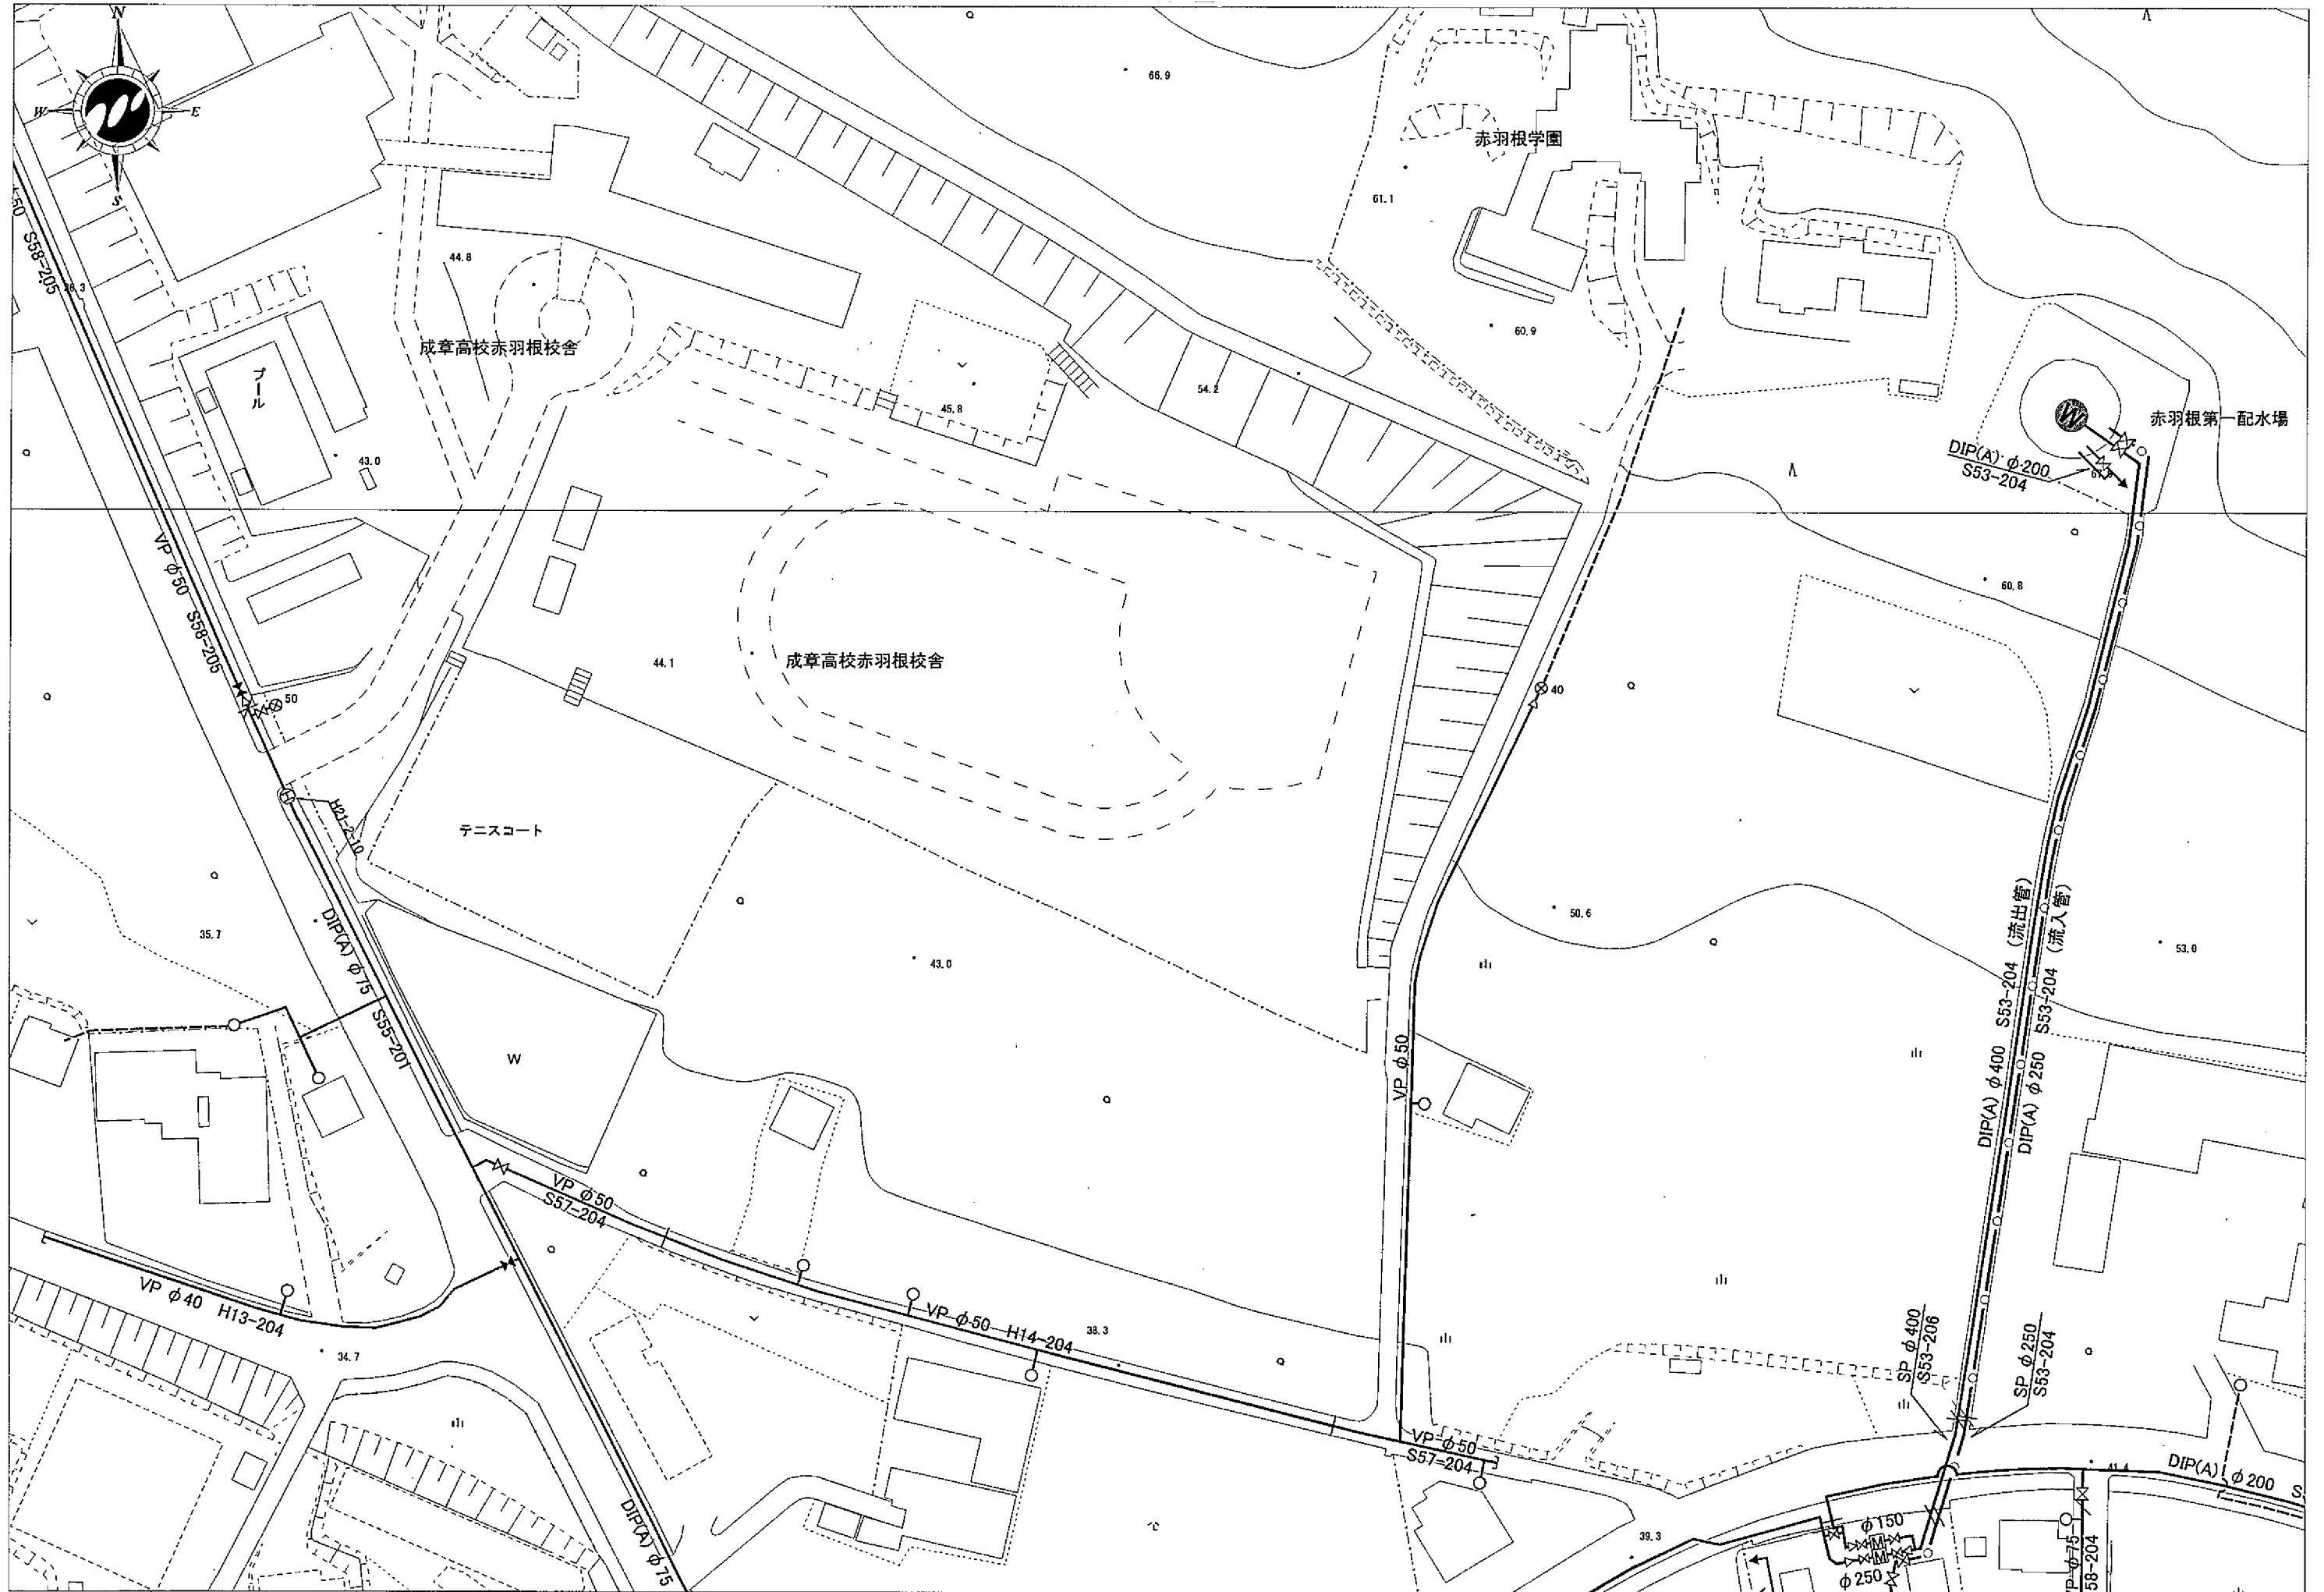 N
W
E
S
66.9
赤羽根学園
61.1
50 S58-205
36.3
44.8
成章高校赤羽根校舎
プール
60.9
54.2
45.8
43.0
W
赤羽根第一配水場
DIP(A) φ200
S53-204
VP φ50 S58-205
60.8
44.1
成章高校赤羽根校舎
50
40
H21-2-10
テニスコート
DIP(A) φ75 S55-201
35.7
43.0
50.6
53.0
DIP(A) φ400 S53-204 (流出管)
DIP(A) φ250 S53-204 (流入管)
W
VP φ50
VP φ50
S57-204
VP φ40 H13-204
VP φ50 H14-204
38.3
34.7
SP φ400
S53-206
SP φ250
S53-204
VP φ50
S57-204
41.4
DIP(A) φ200 S
DIP(A) φ75
39.3
φ150
M
M
φ250
P φ75
58-204